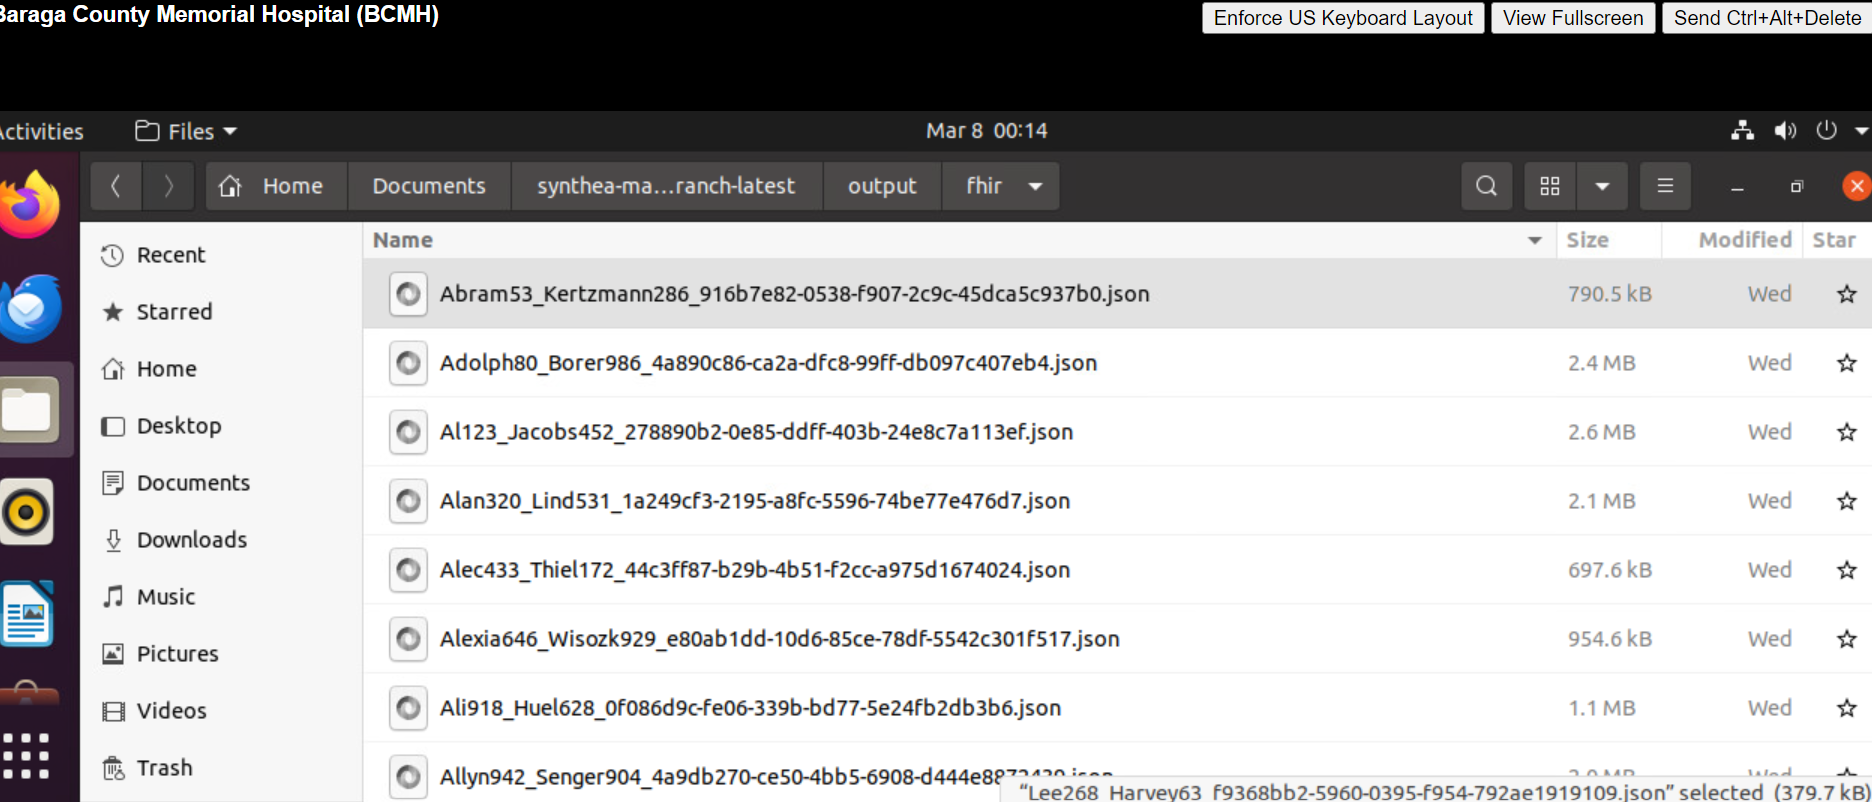 Baraga County Memorial Hospital (BCMH)
Enforce US Keyboard Layout View Fullscreen Send Ctrl+Alt+Delete
Activities Files Mar 8 00:14
Home Documents synthea-ma...ranch-latest output fhir
Name Size Modified Star
Recent
Starred
Home
Desktop
Documents
Downloads
Music
Pictures
Videos
Trash
Abram53_Kertzmann286_916b7e82-0538-f907-2c9c-45dca5c937b0.json 790.5 kB Wed
Adolph80_Borer986_4a890c86-ca2a-dfc8-99ff-db097c407eb4.json 2.4 MB Wed
Al123_Jacobs452_278890b2-0e85-ddff-403b-24e8c7a113ef.json 2.6 MB Wed
Alan320_Lind531_1a249cf3-2195-a8fc-5596-74be77e476d7.json 2.1 MB Wed
Alec433_Thiel172_44c3ff87-b29b-4b51-f2cc-a975d1674024.json 697.6 kB Wed
Alexia646_Wisozk929_e80ab1dd-10d6-85ce-78df-5542c301f517.json 954.6 kB Wed
Ali918_Huel628_0f086d9c-fe06-339b-bd77-5e24fb2db3b6.json 1.1 MB Wed
Allyn942_Senger904_4a9db270-ce50-4bb5-6908-d444e8872439.json 2.0 MB Wed
“Lee268_Harvey63_f9368bb2-5960-0395-f954-792ae1919109.json” selected (379.7 kB)